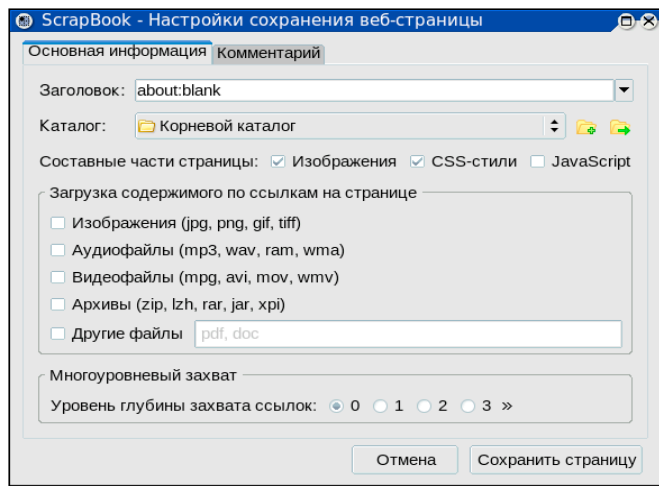 ScrapBook - Настройки сохранения веб-страницы
Основная информация Комментарий
Заголовок: about:blank
Каталог: Корневой каталог
Составные части страницы: Изображения CSS-стили JavaScript
Загрузка содержимого по ссылкам на странице
Изображения (jpg, png, gif, tiff)
Аудиофайлы (mp3, wav, ram, wma)
Видеофайлы (mpg, avi, mov, wmv)
Архивы (zip, lzh, rar, jar, xpi)
Другие файлы pdf, doc
Многоуровневый захват
Уровень глубины захвата ссылок: 0 1 2 3 »
Отмена Сохранить страницу